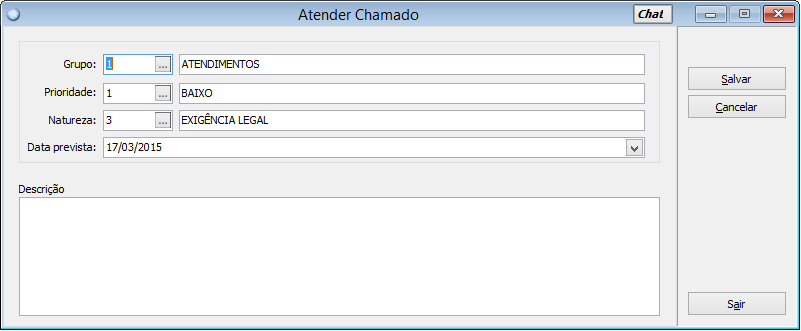 Atender Chamado Chat
Grupo: 1 ... ATENDIMENTOS
Prioridade: 1 ... BAIXO
Natureza: 3 ... EXIGÊNCIA LEGAL
Data prevista: 17/03/2015
Descrição
Salvar
Cancelar
Sair